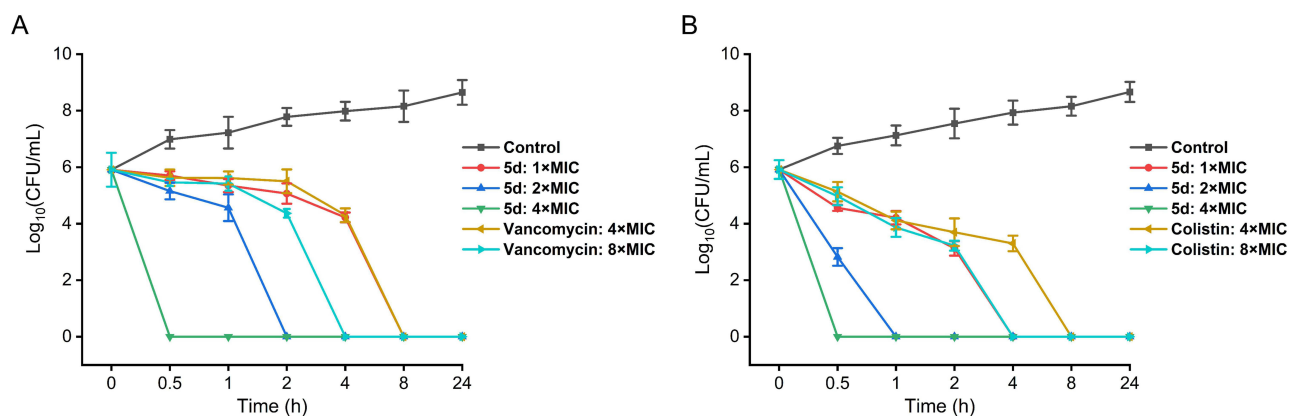 A
10
8
6
4
2
0
Log₁₀(CFU/mL)
0 0.5 1 2 4 8 24
Time (h)
Control
5d: 1×MIC
5d: 2×MIC
5d: 4×MIC
Vancomycin: 4×MIC
Vancomycin: 8×MIC
B
10
8
6
4
2
0
Log₁₀(CFU/mL)
0 0.5 1 2 4 8 24
Time (h)
Control
5d: 1×MIC
5d: 2×MIC
5d: 4×MIC
Colistin: 4×MIC
Colistin: 8×MIC